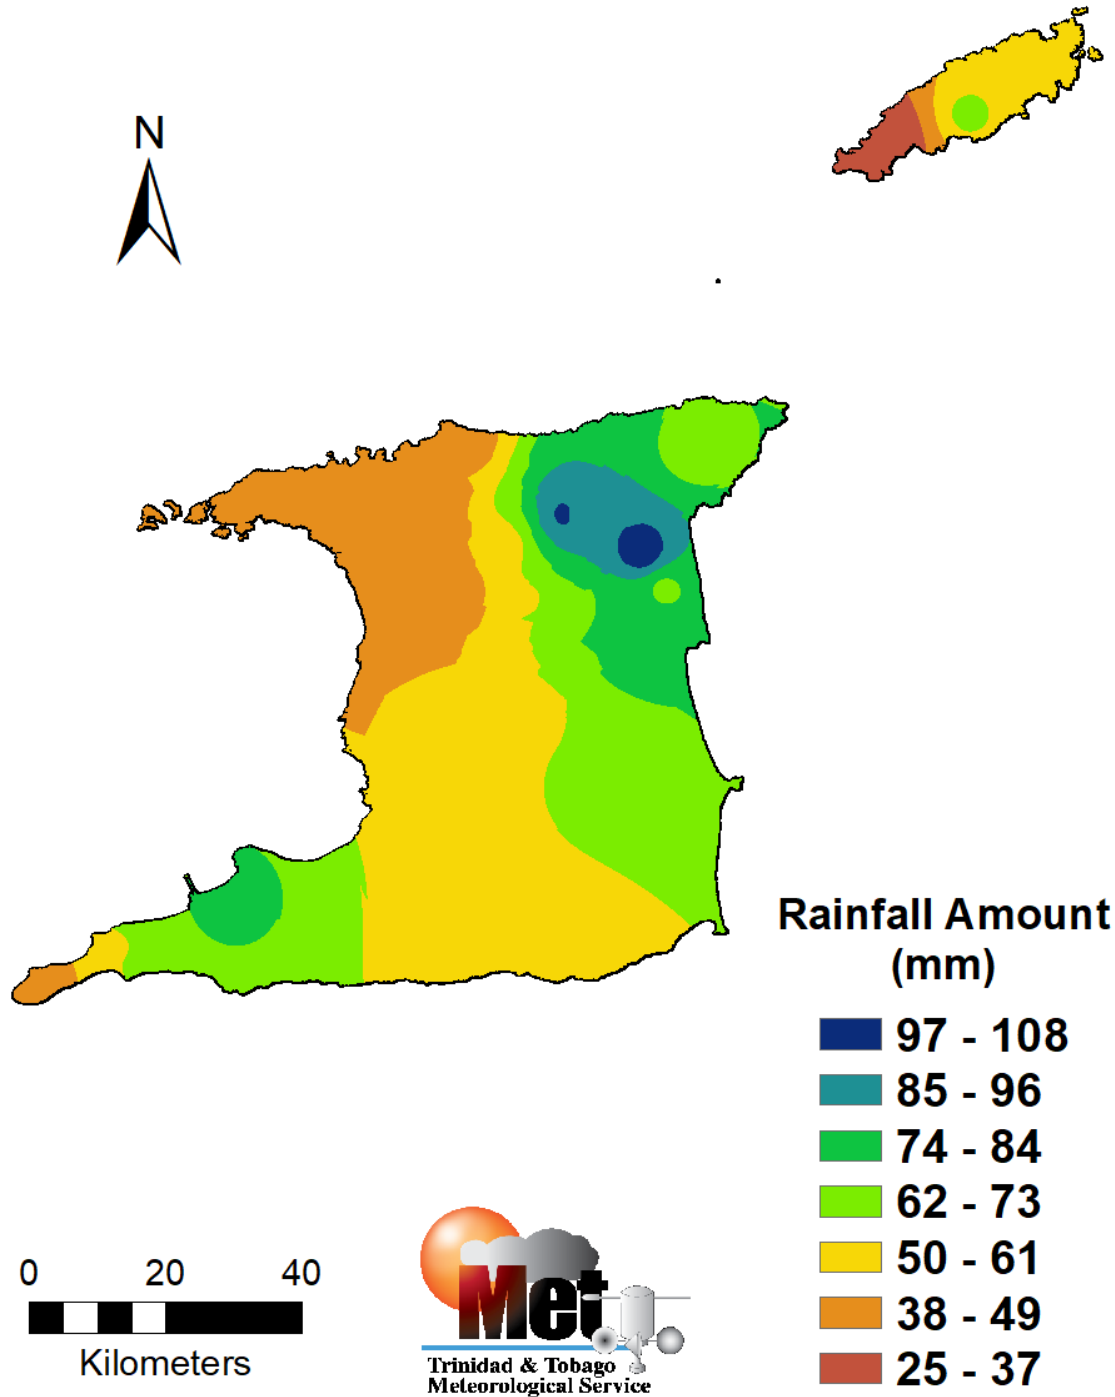 N
Rainfall Amount
(mm)
97 - 108
85 - 96
74 - 84
62 - 73
50 - 61
38 - 49
25 - 37
0 20 40
Kilometers
Met
Trinidad & Tobago
Meteorological Service